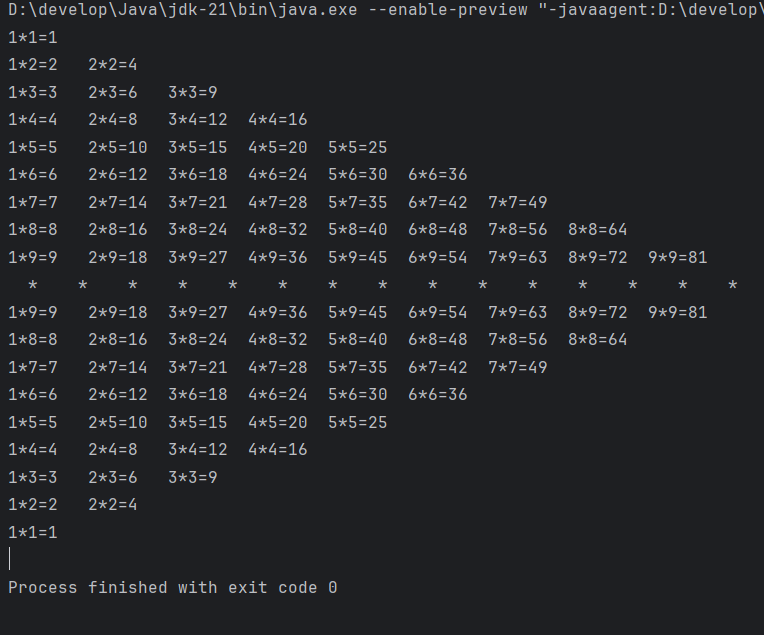 D:\develop\Java\jdk-21\bin\java.exe --enable-preview "-javaagent:D:\develop\
1*1=1
1*2=2   2*2=4
1*3=3   2*3=6   3*3=9
1*4=4   2*4=8   3*4=12  4*4=16
1*5=5   2*5=10  3*5=15  4*5=20  5*5=25
1*6=6   2*6=12  3*6=18  4*6=24  5*6=30  6*6=36
1*7=7   2*7=14  3*7=21  4*7=28  5*7=35  6*7=42  7*7=49
1*8=8   2*8=16  3*8=24  4*8=32  5*8=40  6*8=48  7*8=56  8*8=64
1*9=9   2*9=18  3*9=27  4*9=36  5*9=45  6*9=54  7*9=63  8*9=72  9*9=81
  *    *    *    *    *    *    *    *    *    *    *    *    *    *    *
1*9=9   2*9=18  3*9=27  4*9=36  5*9=45  6*9=54  7*9=63  8*9=72  9*9=81
1*8=8   2*8=16  3*8=24  4*8=32  5*8=40  6*8=48  7*8=56  8*8=64
1*7=7   2*7=14  3*7=21  4*7=28  5*7=35  6*7=42  7*7=49
1*6=6   2*6=12  3*6=18  4*6=24  5*6=30  6*6=36
1*5=5   2*5=10  3*5=15  4*5=20  5*5=25
1*4=4   2*4=8   3*4=12  4*4=16
1*3=3   2*3=6   3*3=9
1*2=2   2*2=4
1*1=1
Process finished with exit code 0